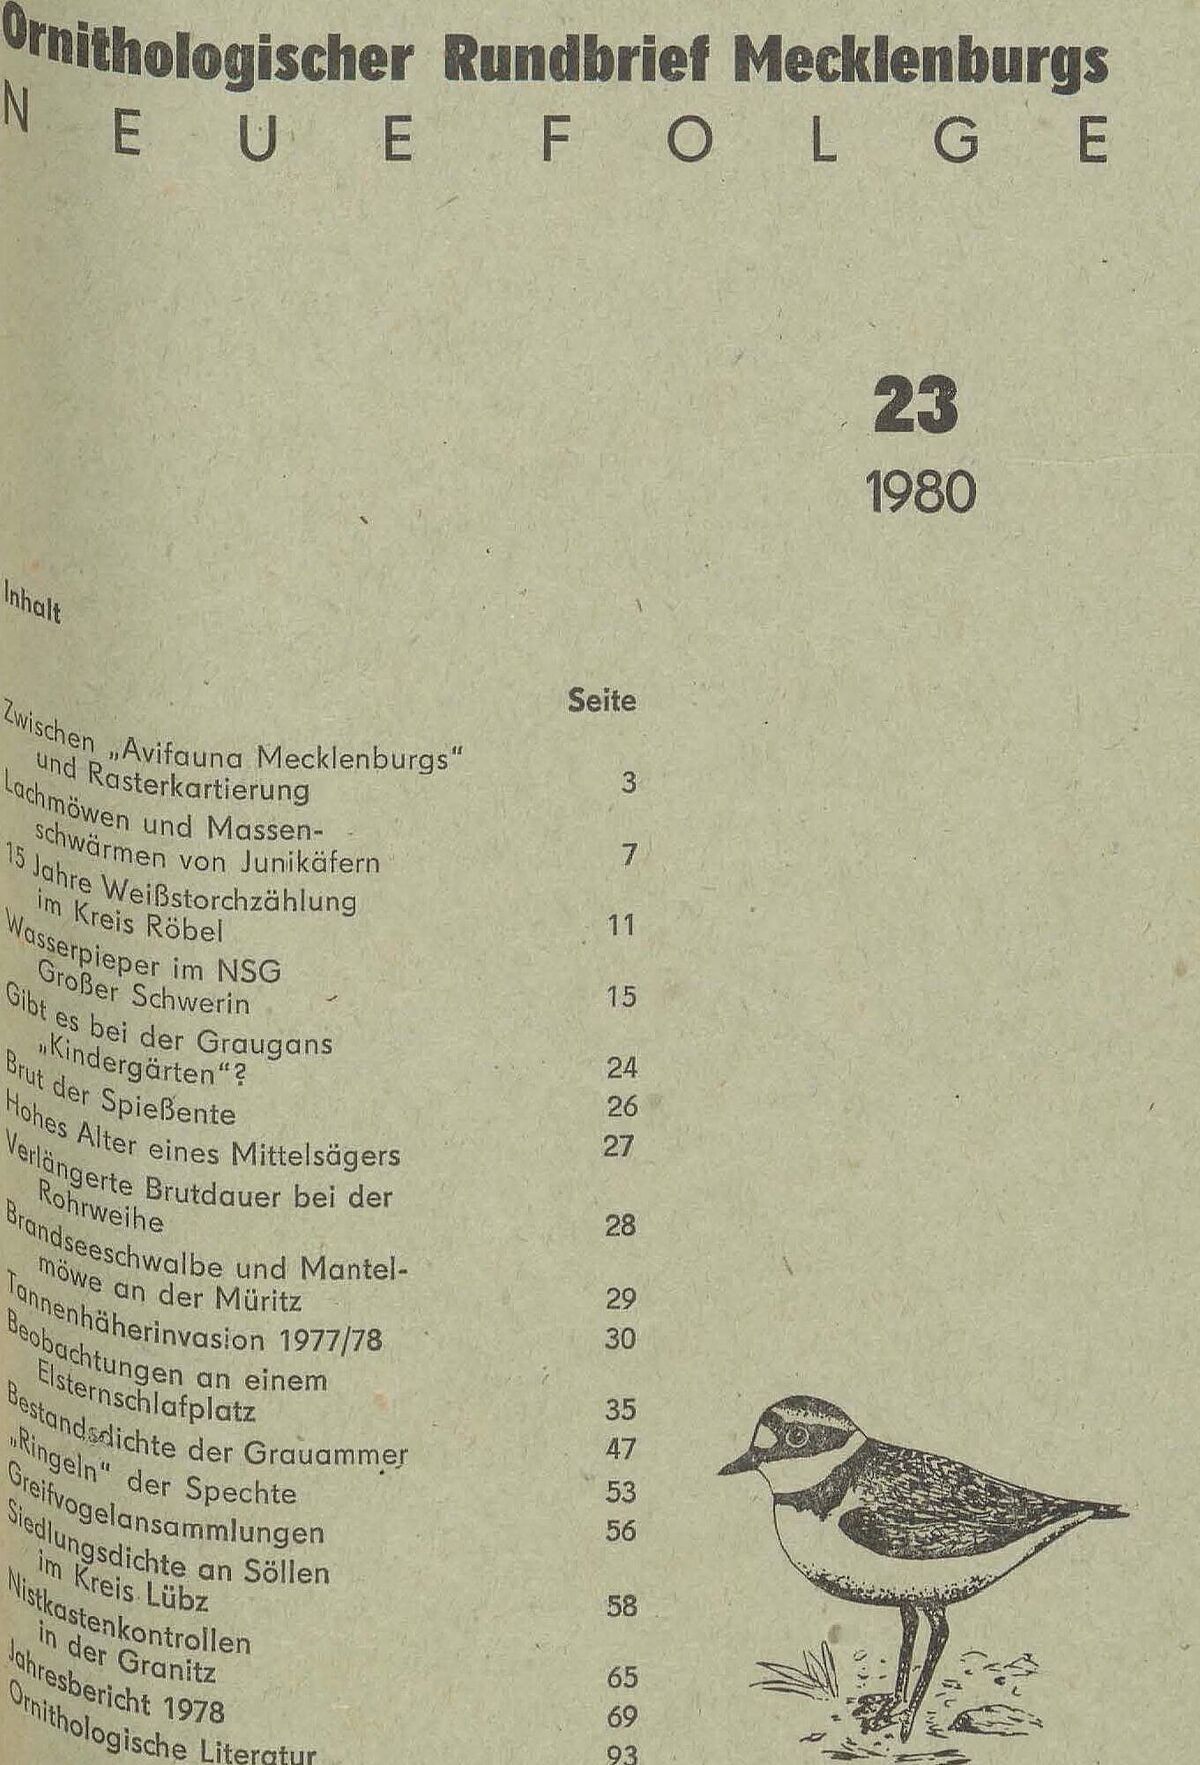 Ornithologischer Rundbrief Mecklenburgs
NEUE FOLGE
23
1980
Inhalt
Seite
Zwischen „Avifauna Mecklenburgs“
und Rasterkartierung 3
Lachmöwen und Massen-
schwärmen von Junikäfern 7
15 Jahre Weißstorchzählung
im Kreis Röbel 11
Wasserpieper im NSG
Großer Schwerin 15
Gibt es bei der Graugans
„Kindergärten“? 24
Brut der Spießente 26
Hohes Alter eines Mittelsägers 27
Verlängerte Brutdauer bei der
Rohrweihe 28
Brandseeschwalbe und Mantel-
möwe an der Müritz 29
Tannenhäherinvasion 1977/78 30
Beobachtungen an einem
Elsternschlafplatz 35
Bestandsdichte der Grauammer 47
„Ringeln“ der Spechte 53
Greifvogelansammlungen 56
Siedlungsdichte an Söllen
im Kreis Lübz 58
Nistkastenkontrollen
in der Granitz 65
Jahresbericht 1978 69
Ornithologische Literatur 93